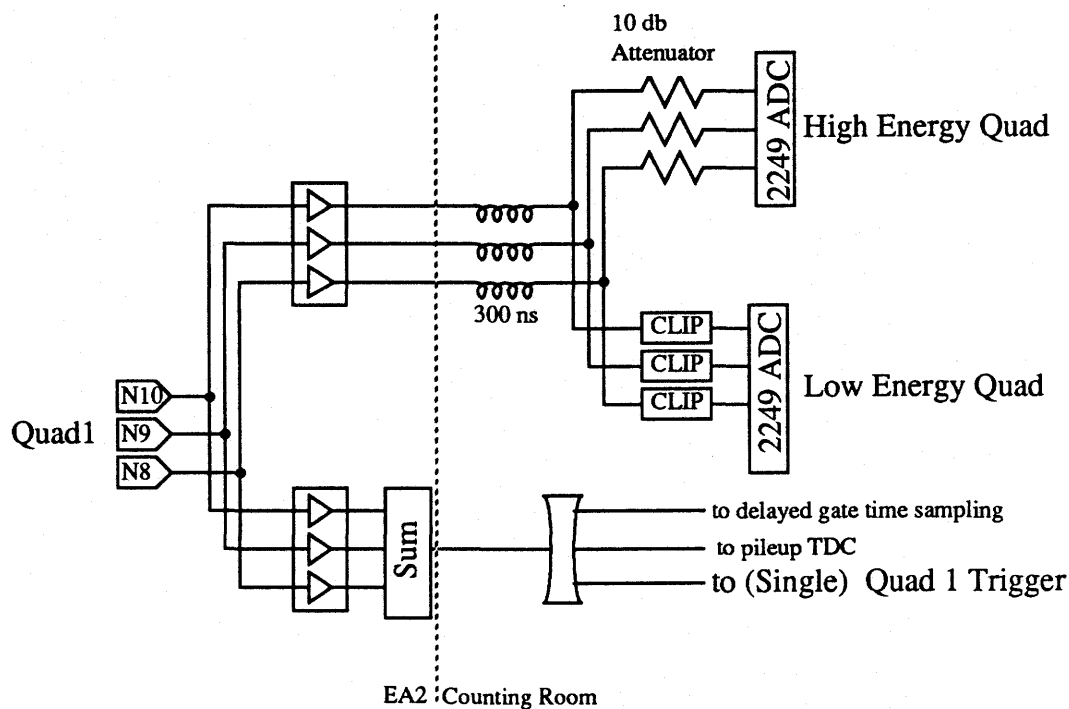 10 db
Attenuator
2249 ADC
High Energy Quad
300 ns
CLIP
CLIP
CLIP
2249 ADC
Low Energy Quad
Quad1
N10
N9
N8
Sum
to delayed gate time sampling
to pileup TDC
to (Single) Quad 1 Trigger
EA2
Counting Room